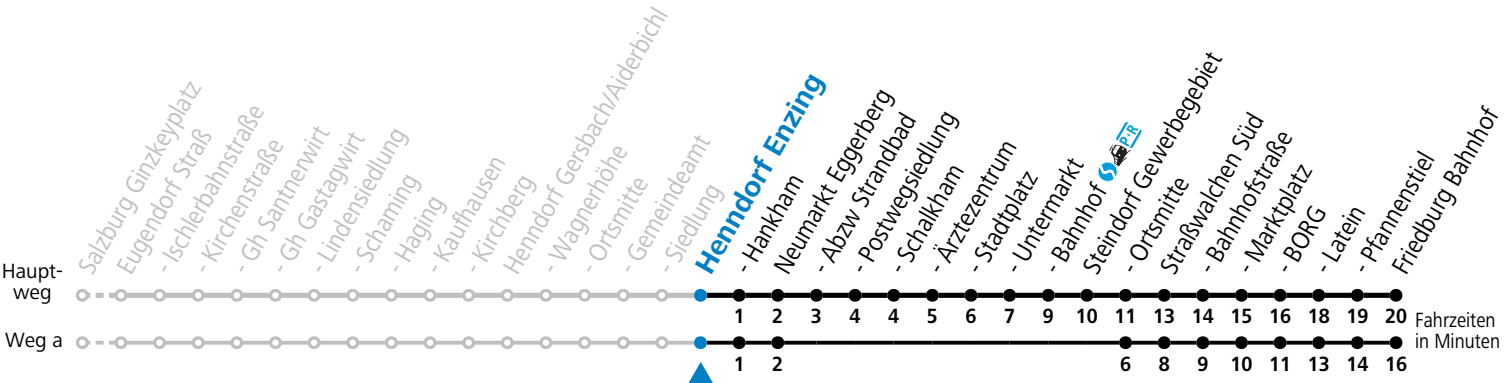 Salzburg Ginzkeyplatz
Eugendorf Straß
- Ischlerbahnstraße
- Kirchenstraße
- Gh Santnerwirt
Gh Gastagwirt
- Lindensiedlung
- Schaming
- Haging
- Kaufhausen
- Kirchberg
Henndorf Gersbach/Aiderbichl
- Wagnerhöhe
- Ortsmitte
- Gemeindeamt
- Siedlung
Henndorf Enzing
- Hankham
Neumarkt Eggerberg
- Abzw Strandbad
- Postwegsiedlung
- Schalkham
- Ärztezentrum
- Stadtplatz
- Untermarkt
- Bahnhof S P+R
Steindorf Gewerbegebiet
- Ortsmitte
Straßwalchen Süd
- Bahnhofstraße
- Marktplatz
- BORG
- Latein
- Pfannenstiel
Friedburg Bahnhof
Haupt-
weg
1 2 3 4 4 5 6 7 9 10 11 13 14 15 16 18 19 20
Fahrzeiten
in Minuten
Weg a
1 2 6 8 9 10 11 13 14 16